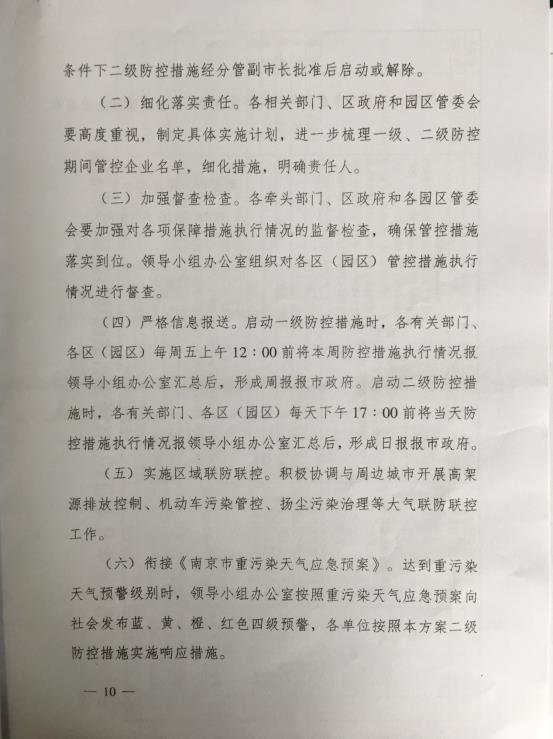 条件下二级防控措施经分管副市长批准后启动或解除。
（二）细化落实责任。各相关部门、区政府和园区管委会
要高度重视，制定具体实施计划，进一步梳理一级、二级防控
期间管控企业名单，细化措施，明确责任人。
（三）加强督查检查。各牵头部门、区政府和各园区管委
会要加强对各项保障措施执行情况的监督检查，确保管控措施
落实到位。领导小组办公室组织对各区（园区）管控措施执行
情况进行督查。
（四）严格信息报送。启动一级防控措施时，各有关部门、
各区（园区）每周五上午12：00前将本周防控措施执行情况报
领导小组办公室汇总后，形成周报报市政府。启动二级防控措
施时，各有关部门、各区（园区）每天下午17：00前将当天防
控措施执行情况报领导小组办公室汇总后，形成日报报市政府。
（五）实施区域联防联控。积极协调与周边城市开展高架
源排放控制、机动车污染管控、扬尘污染治理等大气联防联控
工作。
（六）衔接《南京市重污染天气应急预案》。达到重污染
天气预警级别时，领导小组办公室按照重污染天气应急预案向
社会发布蓝、黄、橙、红色四级预警，各单位按照本方案二级
防控措施实施响应措施。
— 10 —